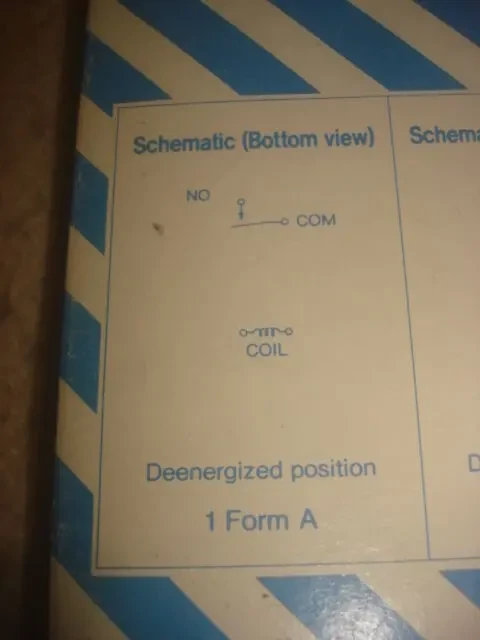 Schematic (Bottom view)
Schema
NO
COM
COIL
Deenergized position
D
1 Form A